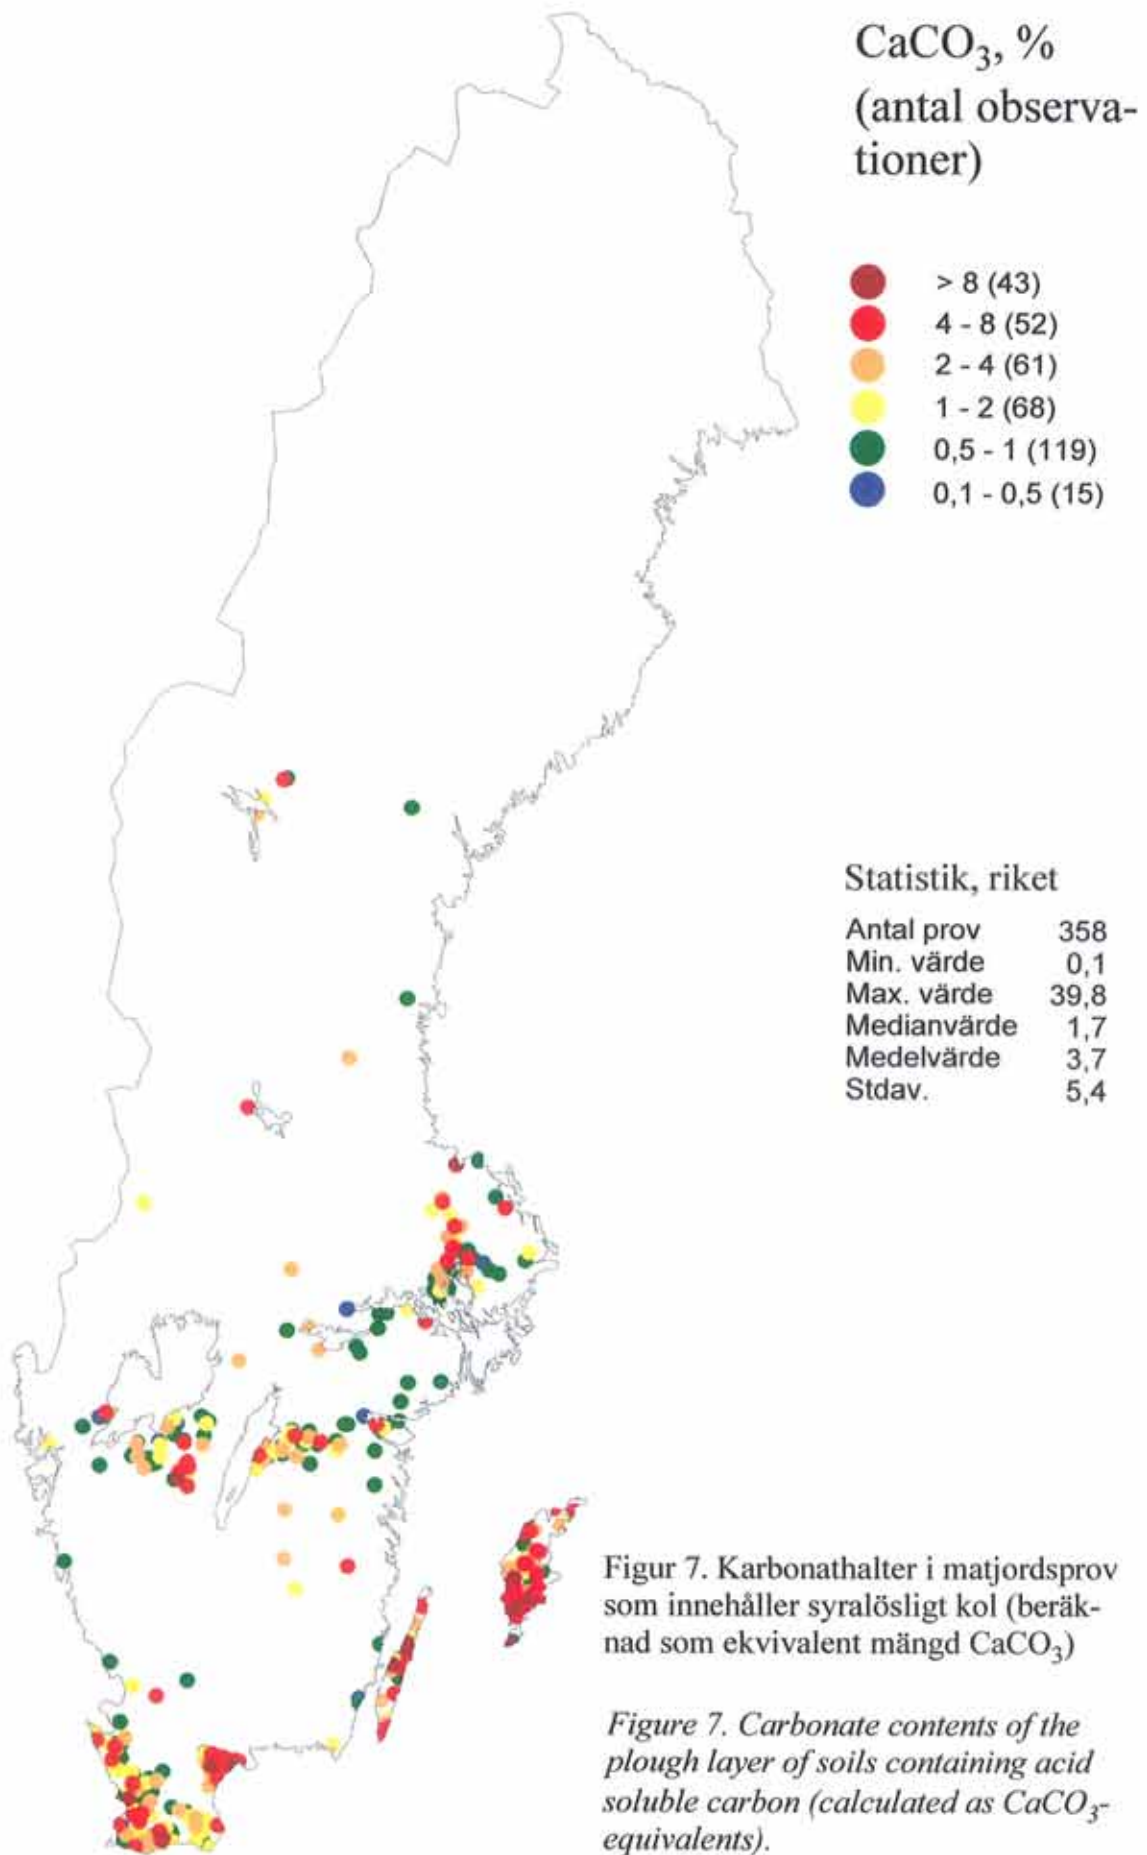 CaCO₃, %
(antal observa-
tioner)
> 8 (43)
4 - 8 (52)
2 - 4 (61)
1 - 2 (68)
0,5 - 1 (119)
0,1 - 0,5 (15)
Statistik, riket
Antal prov 358
Min. värde 0,1
Max. värde 39,8
Medianvärde 1,7
Medelvärde 3,7
Stdav. 5,4
Figur 7. Karbonathalter i matjordsprov
som innehåller syralösligt kol (beräk-
nad som ekvivalent mängd CaCO₃)
Figure 7. Carbonate contents of the
plough layer of soils containing acid
soluble carbon (calculated as CaCO₃-
equivalents).